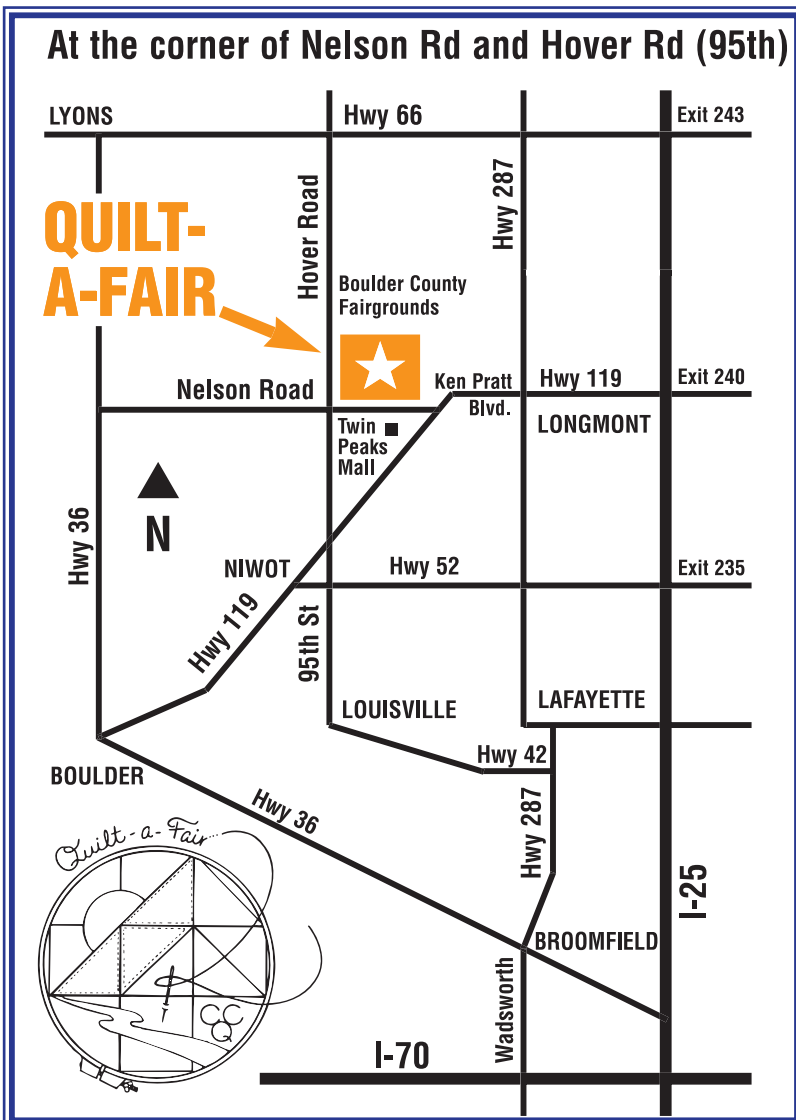 At the corner of Nelson Rd and Hover Rd (95th)
LYONS
Hwy 66
Exit 243
Hover Road
Hwy 287
QUILT-
A-FAIR
Boulder County
Fairgrounds
Nelson Road
Ken Pratt
Blvd.
Hwy 119
Exit 240
LONGMONT
Twin
Peaks
Mall
Hwy 36
N
NIWOT
Hwy 52
Exit 235
Hwy 119
95th St
LOUISVILLE
LAFAYETTE
Hwy 42
BOULDER
Hwy 36
Hwy 287
I-25
Quilt-a-Fair
BROOMFIELD
CCQ
Wadsworth
I-70